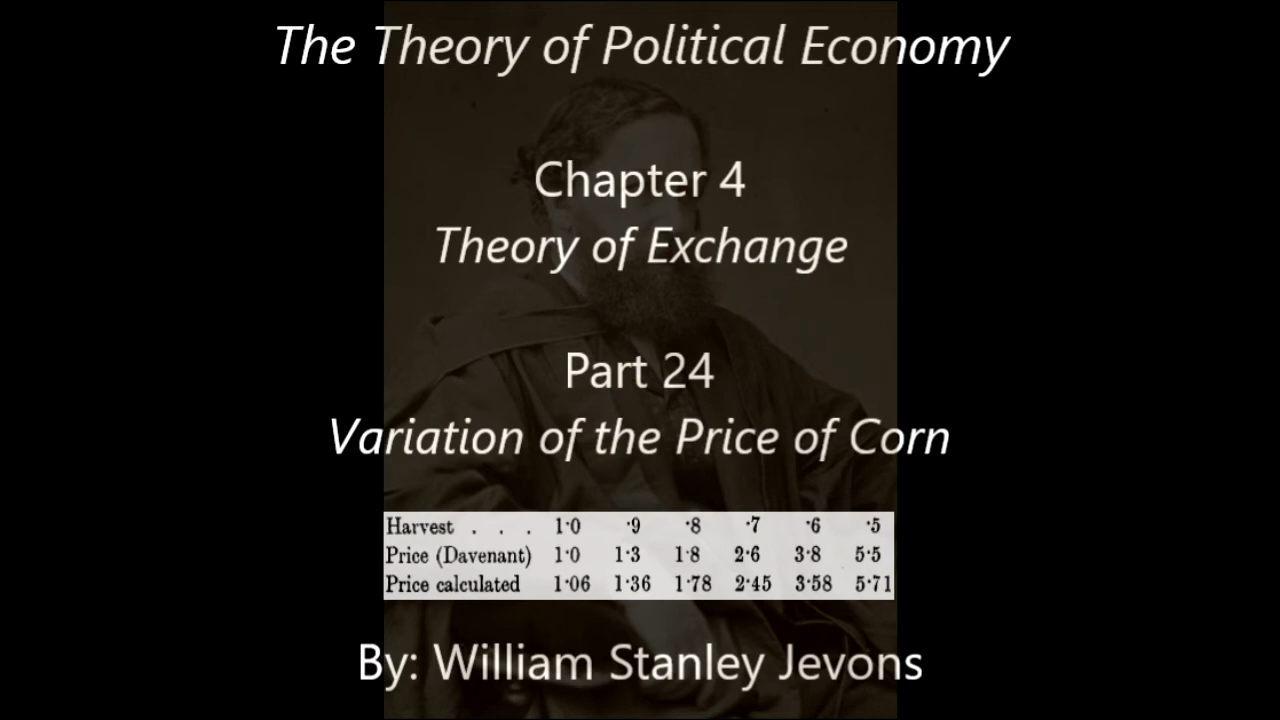 The Theory of Political Economy
Chapter 4
Theory of Exchange
Part 24
Variation of the Price of Corn
Harvest . . . 1·0 ·9 ·8 ·7 ·6 ·5
Price (Davenant) 1·0 1·3 1·8 2·6 3·8 5·5
Price calculated 1·06 1·36 1·78 2·45 3·58 5·71
By: William Stanley Jevons